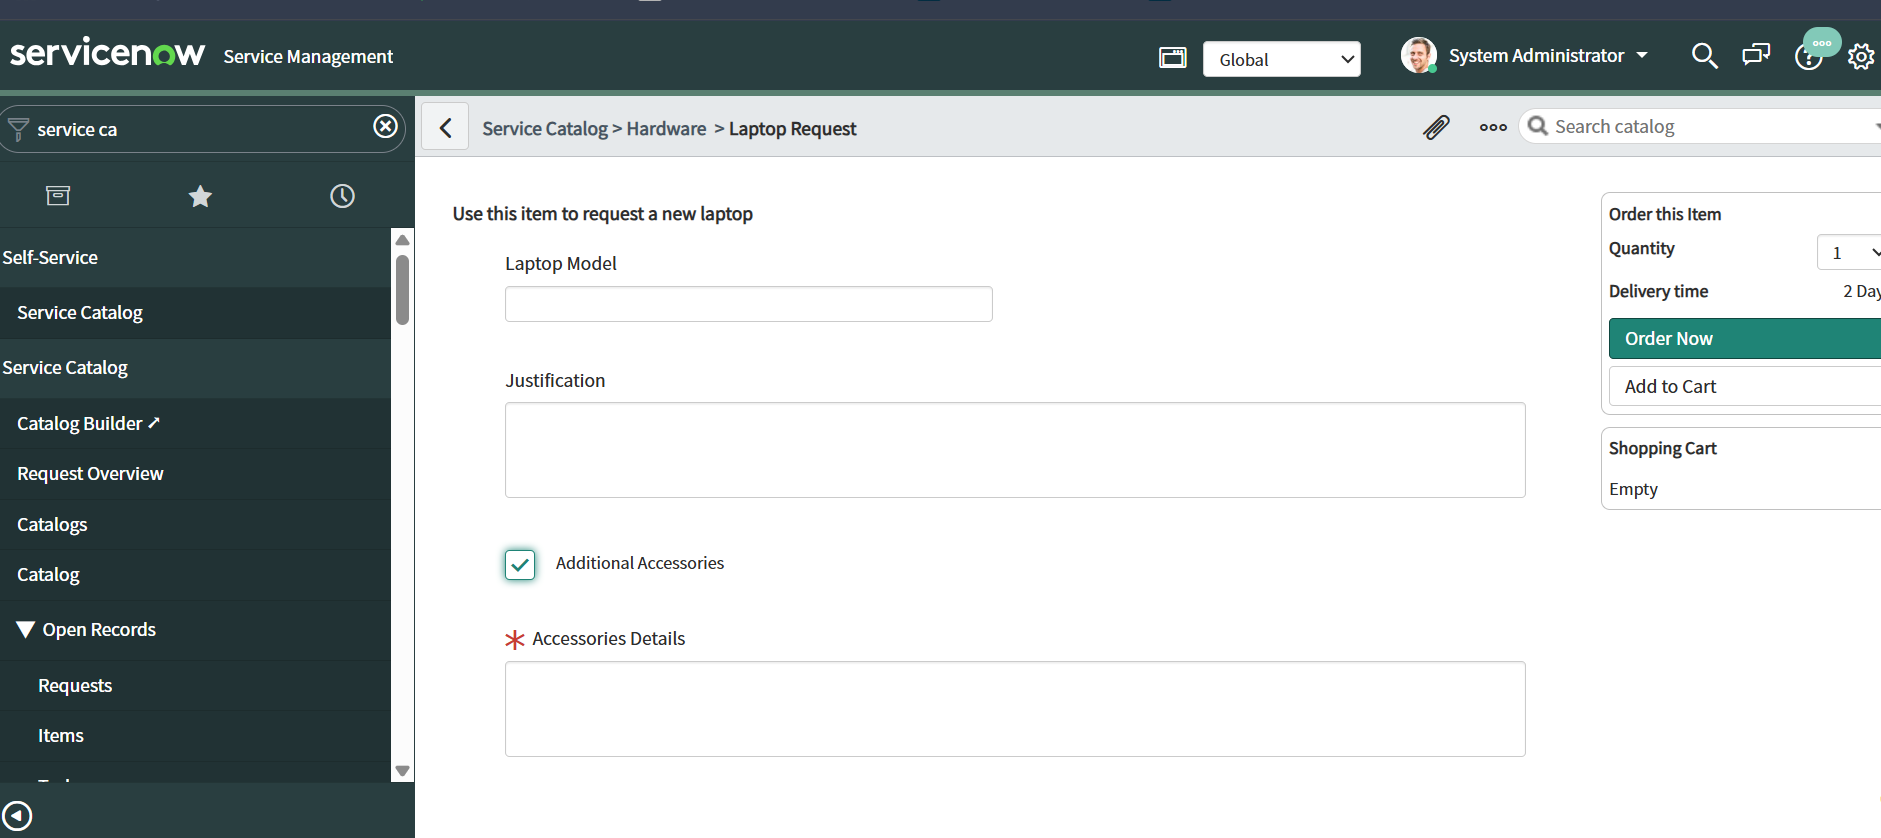 servicenow Service Management
Global
System Administrator
service ca
Service Catalog > Hardware > Laptop Request
Search catalog
Self-Service
Service Catalog
Service Catalog
Catalog Builder
Request Overview
Catalogs
Catalog
Open Records
Requests
Items
Use this item to request a new laptop
Laptop Model
Justification
Additional Accessories
* Accessories Details
Order this Item
Quantity 1
Delivery time 2 Day
Order Now
Add to Cart
Shopping Cart
Empty